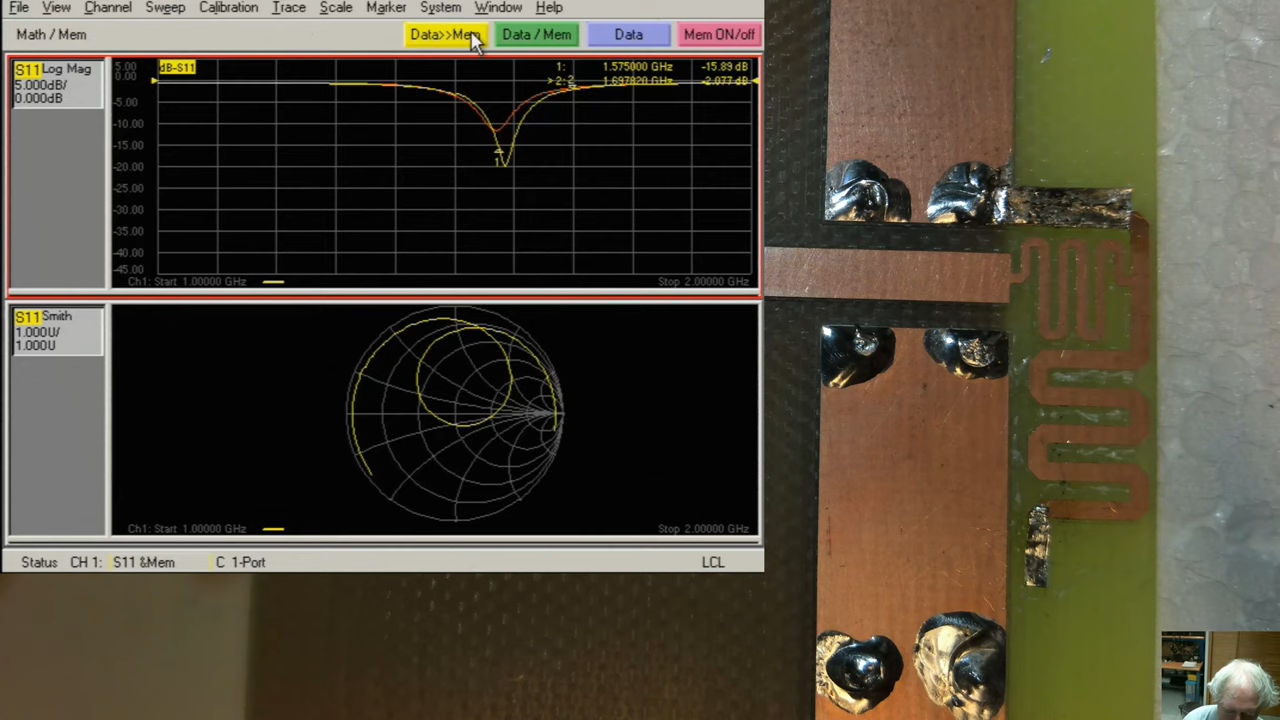 File View Channel Sweep Calibration Trace Scale Marker System Window Help
Math / Mem Data>>Mem Data / Mem Data Mem ON/off
S11 Log Mag
5.000dB/
0.000dB
dB-S11
1: 1.575000 GHz -15.89 dB
> 2: 1.697820 GHz -2.077 dB
5.00
0.00
-5.00
-10.00
-15.00
-20.00
-25.00
-30.00
-35.00
-40.00
-45.00
2
1
Ch1: Start 1.00000 GHz Stop 2.00000 GHz
S11 Smith
1.000U/
1.000U
Ch1: Start 1.00000 GHz Stop 2.00000 GHz
Status CH 1: S11 &Mem C 1-Port LCL